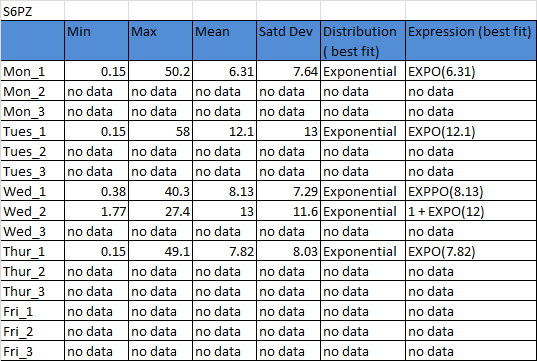 S6PZ
Min Max Mean Satd Dev Distribution ( best fit) Expression (best fit)
Mon_1 0.15 50.2 6.31 7.64 Exponential EXPO(6.31)
Mon_2 no data no data no data no data no data no data
Mon_3 no data no data no data no data no data no data
Tues_1 0.15 58 12.1 13 Exponential EXPO(12.1)
Tues_2 no data no data no data no data no data no data
Tues_3 no data no data no data no data no data no data
Wed_1 0.38 40.3 8.13 7.29 Exponential EXPPO(8.13)
Wed_2 1.77 27.4 13 11.6 Exponential 1 + EXPO(12)
Wed_3 no data no data no data no data no data no data
Thur_1 0.15 49.1 7.82 8.03 Exponential EXPO(7.82)
Thur_2 no data no data no data no data no data no data
Thur_3 no data no data no data no data no data no data
Fri_1 no data no data no data no data no data no data
Fri_2 no data no data no data no data no data no data
Fri_3 no data no data no data no data no data no data